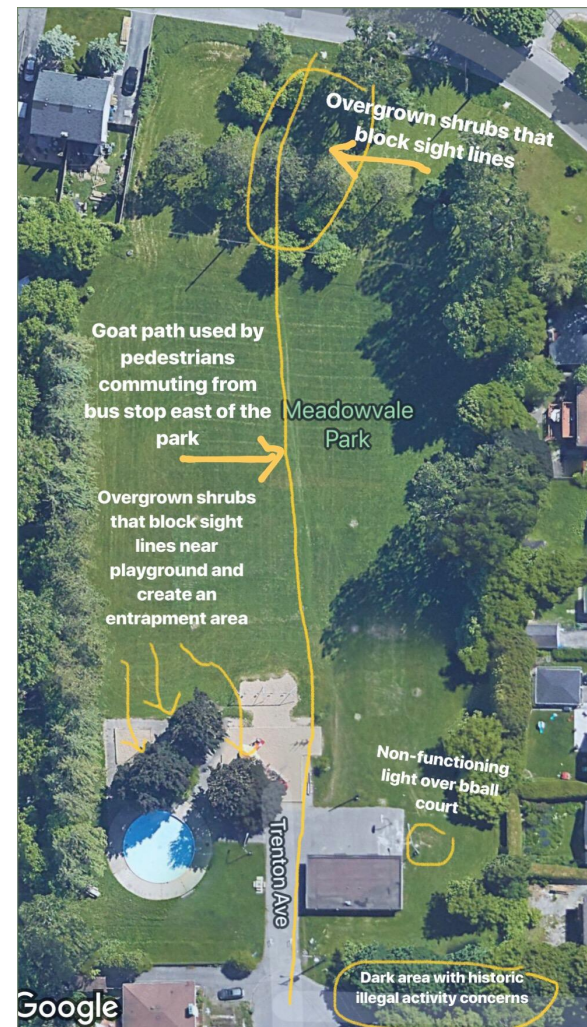 Overgrown shrubs that
block sight lines
Goat path used by
pedestrians
commuting from
bus stop east of the
park
Meadowvale
Park
Overgrown shrubs
that block sight
lines near
playground and
create an
entrapment area
Non-functioning
light over bball
court
Trenton Ave
Dark area with historic
illegal activity concerns
Google